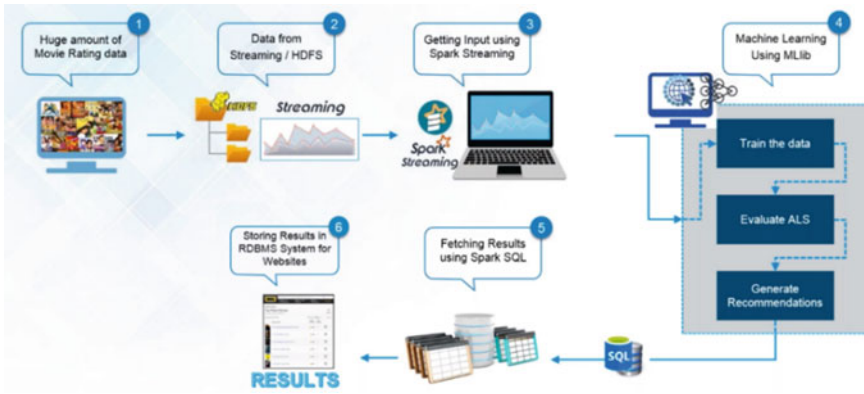 1
Huge amount of
Movie Rating data
2
Data from
Streaming / HDFS
HDFS
Streaming
3
Getting Input using
Spark Streaming
Spark
Streaming
4
Machine Learning
Using MLlib
Train the data
Evaluate ALS
Generate
Recommendations
SQL
5
Fetching Results
using Spark SQL
6
Storing Results in
RDBMS System for
Websites
RESULTS